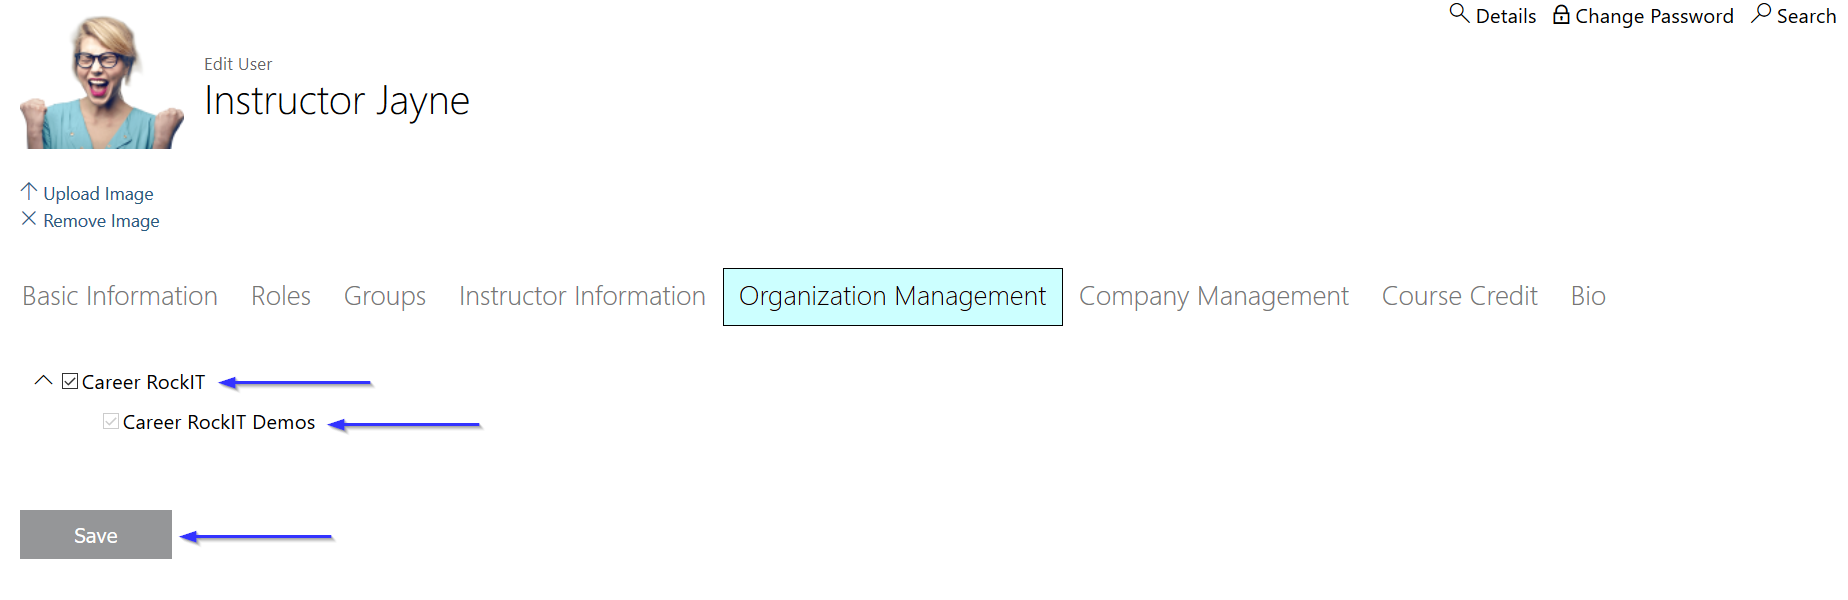 Details Change Password Search
Edit User
Instructor Jayne
Upload Image
Remove Image
Basic Information Roles Groups Instructor Information Organization Management Company Management Course Credit Bio
Career RockIT
Career RockIT Demos
Save